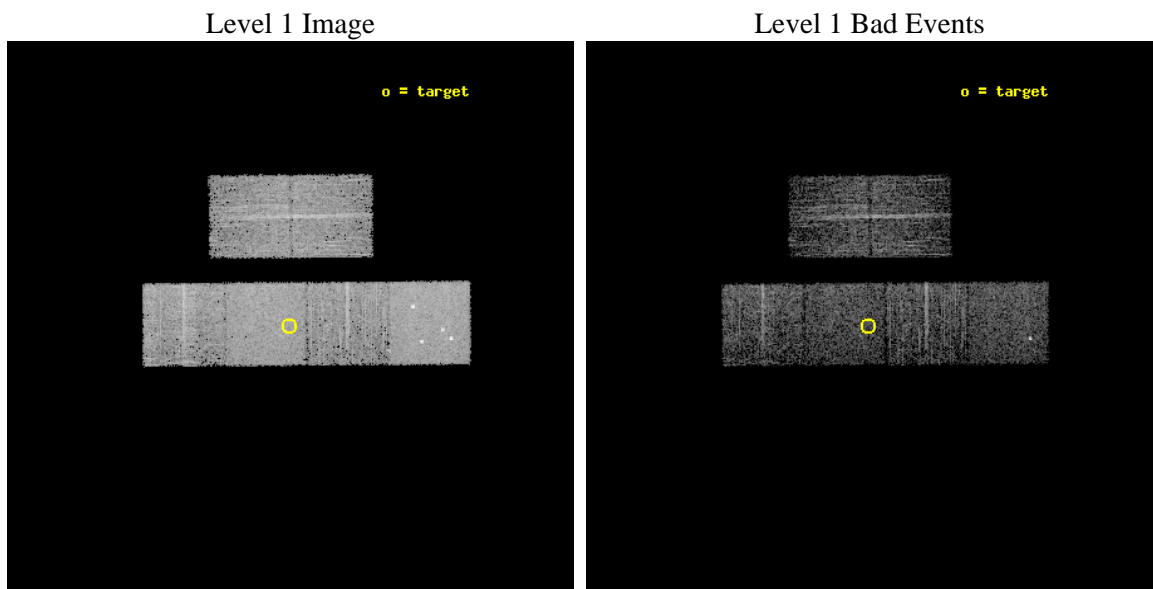 Level 1 Image
Level 1 Bad Events
o = target
o = target